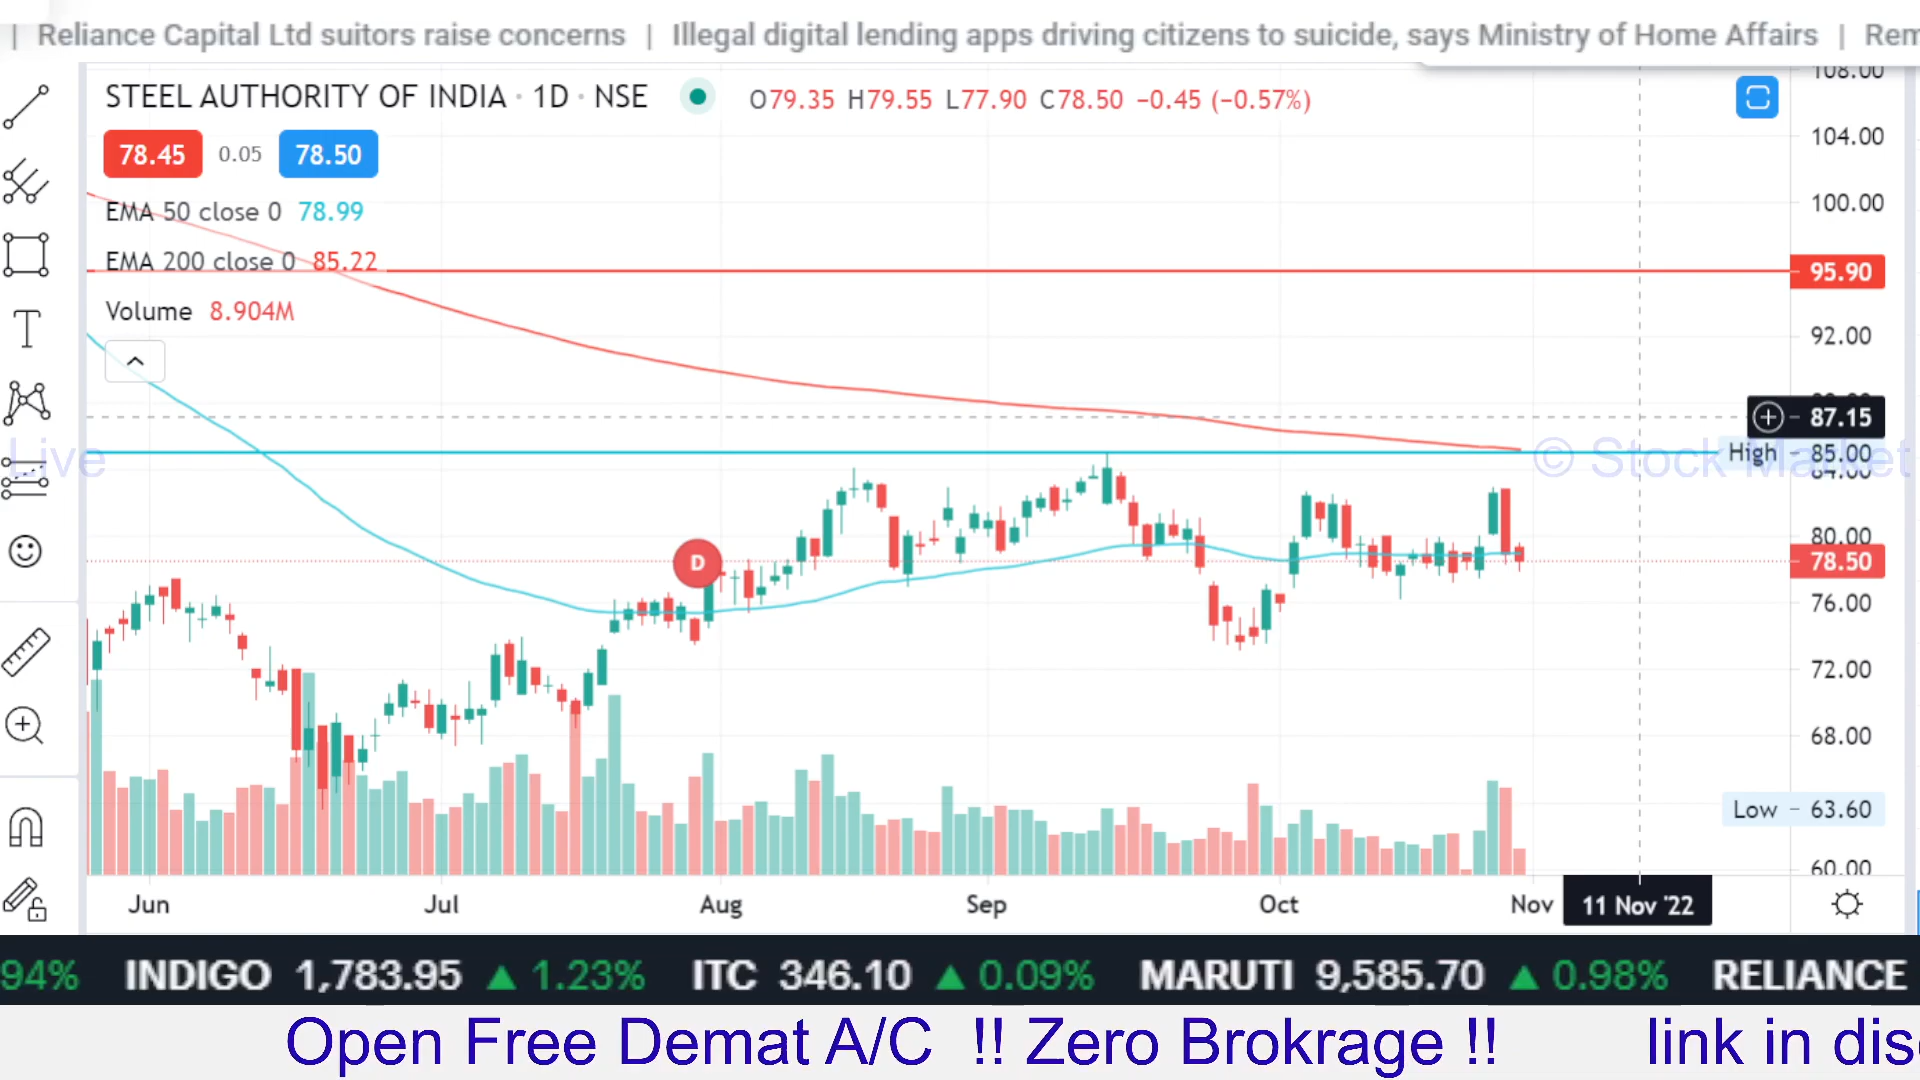 | Reliance Capital Ltd suitors raise concerns | Illegal digital lending apps driving citizens to suicide, says Ministry of Home Affairs | Rem
STEEL AUTHORITY OF INDIA · 1D · NSE O79.35 H79.55 L77.90 C78.50 −0.45 (−0.57%)
78.45 0.05 78.50
EMA 50 close 0 78.99
EMA 200 close 0 85.22
Volume 8.904M
108.00
104.00
100.00
95.90
92.00
87.15
High 85.00
84.00
80.00
78.50
76.00
72.00
68.00
Low 63.60
60.00
D
Live
© Stock Market
Jun Jul Aug Sep Oct Nov 11 Nov '22
94% INDIGO 1,783.95 ▲ 1.23% ITC 346.10 ▲ 0.09% MARUTI 9,585.70 ▲ 0.98% RELIANCE
Open Free Demat A/C !! Zero Brokrage !! link in disc